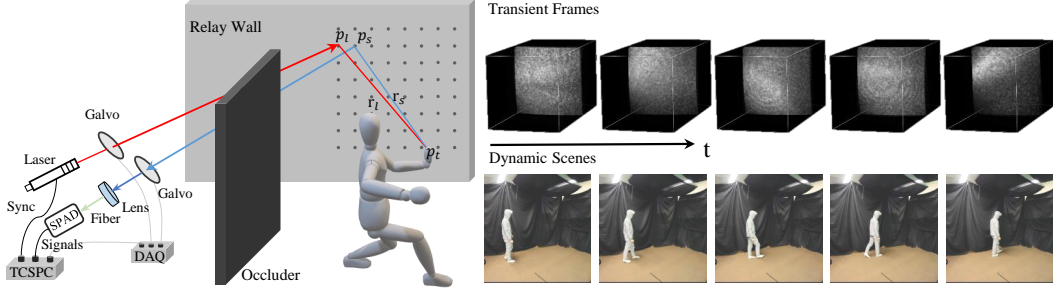 Relay Wall
p_l p_s
r_l r_s
p_t
Galvo
Laser
Galvo
Sync
Lens
Fiber
SPAD
Signals
TCSPC
DAQ
Occluder
Transient Frames
t
Dynamic Scenes